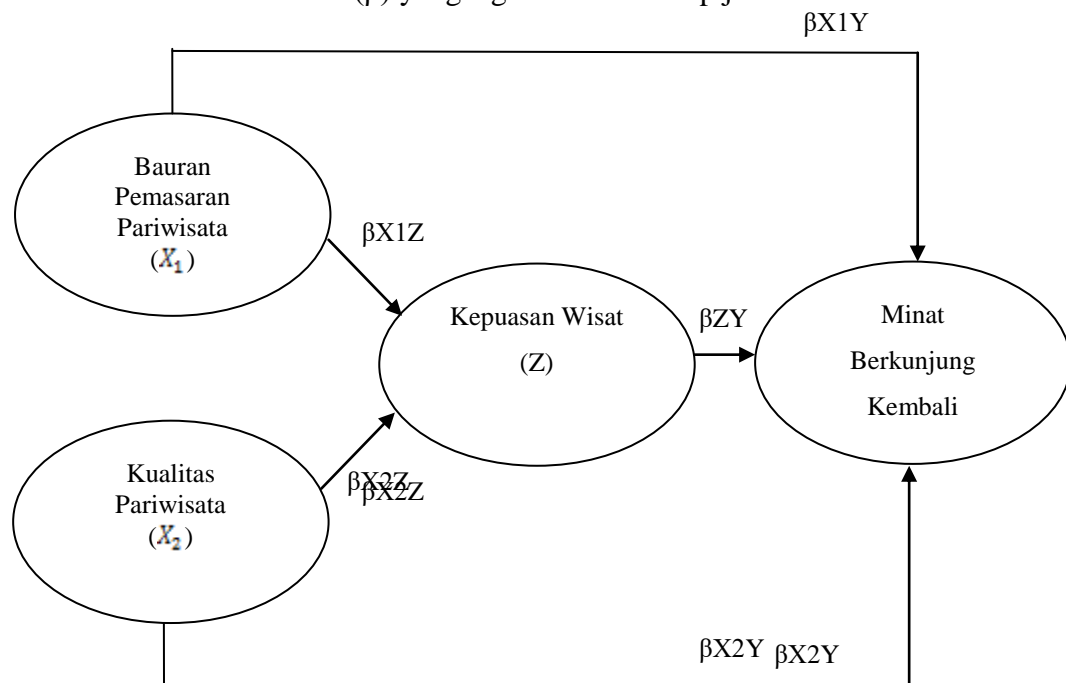 βX1Y
Bauran
Pemasaran
Pariwisata
(X₁)
βX1Z
Kepuasan Wisat
(Z)
βZY
Minat
Berkunjung
Kembali
Kualitas
Pariwisata
(X₂)
βX2Z
βX2Z
βX2Y βX2Y